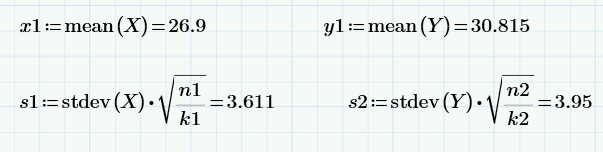 x1:=mean(X)=26.9 y1:=mean(Y)=30.815
s1:=stdev(X)·√(n1/k1)=3.611 s2:=stdev(Y)·√(n2/k2)=3.95